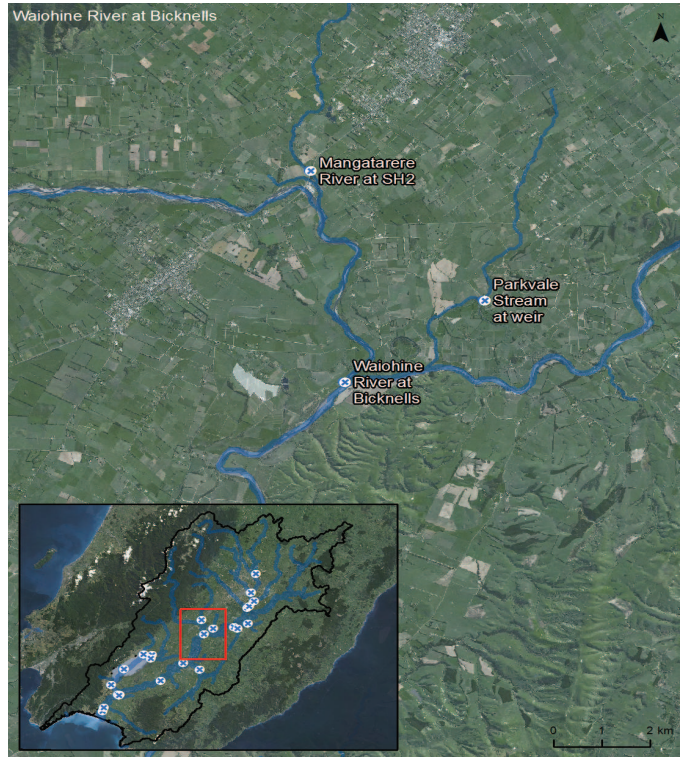 Waiohine River at Bicknells
N
Mangatarere
River at SH2
Parkvale
Stream
at weir
Waiohine
River at
Bicknells
0 1 2 km